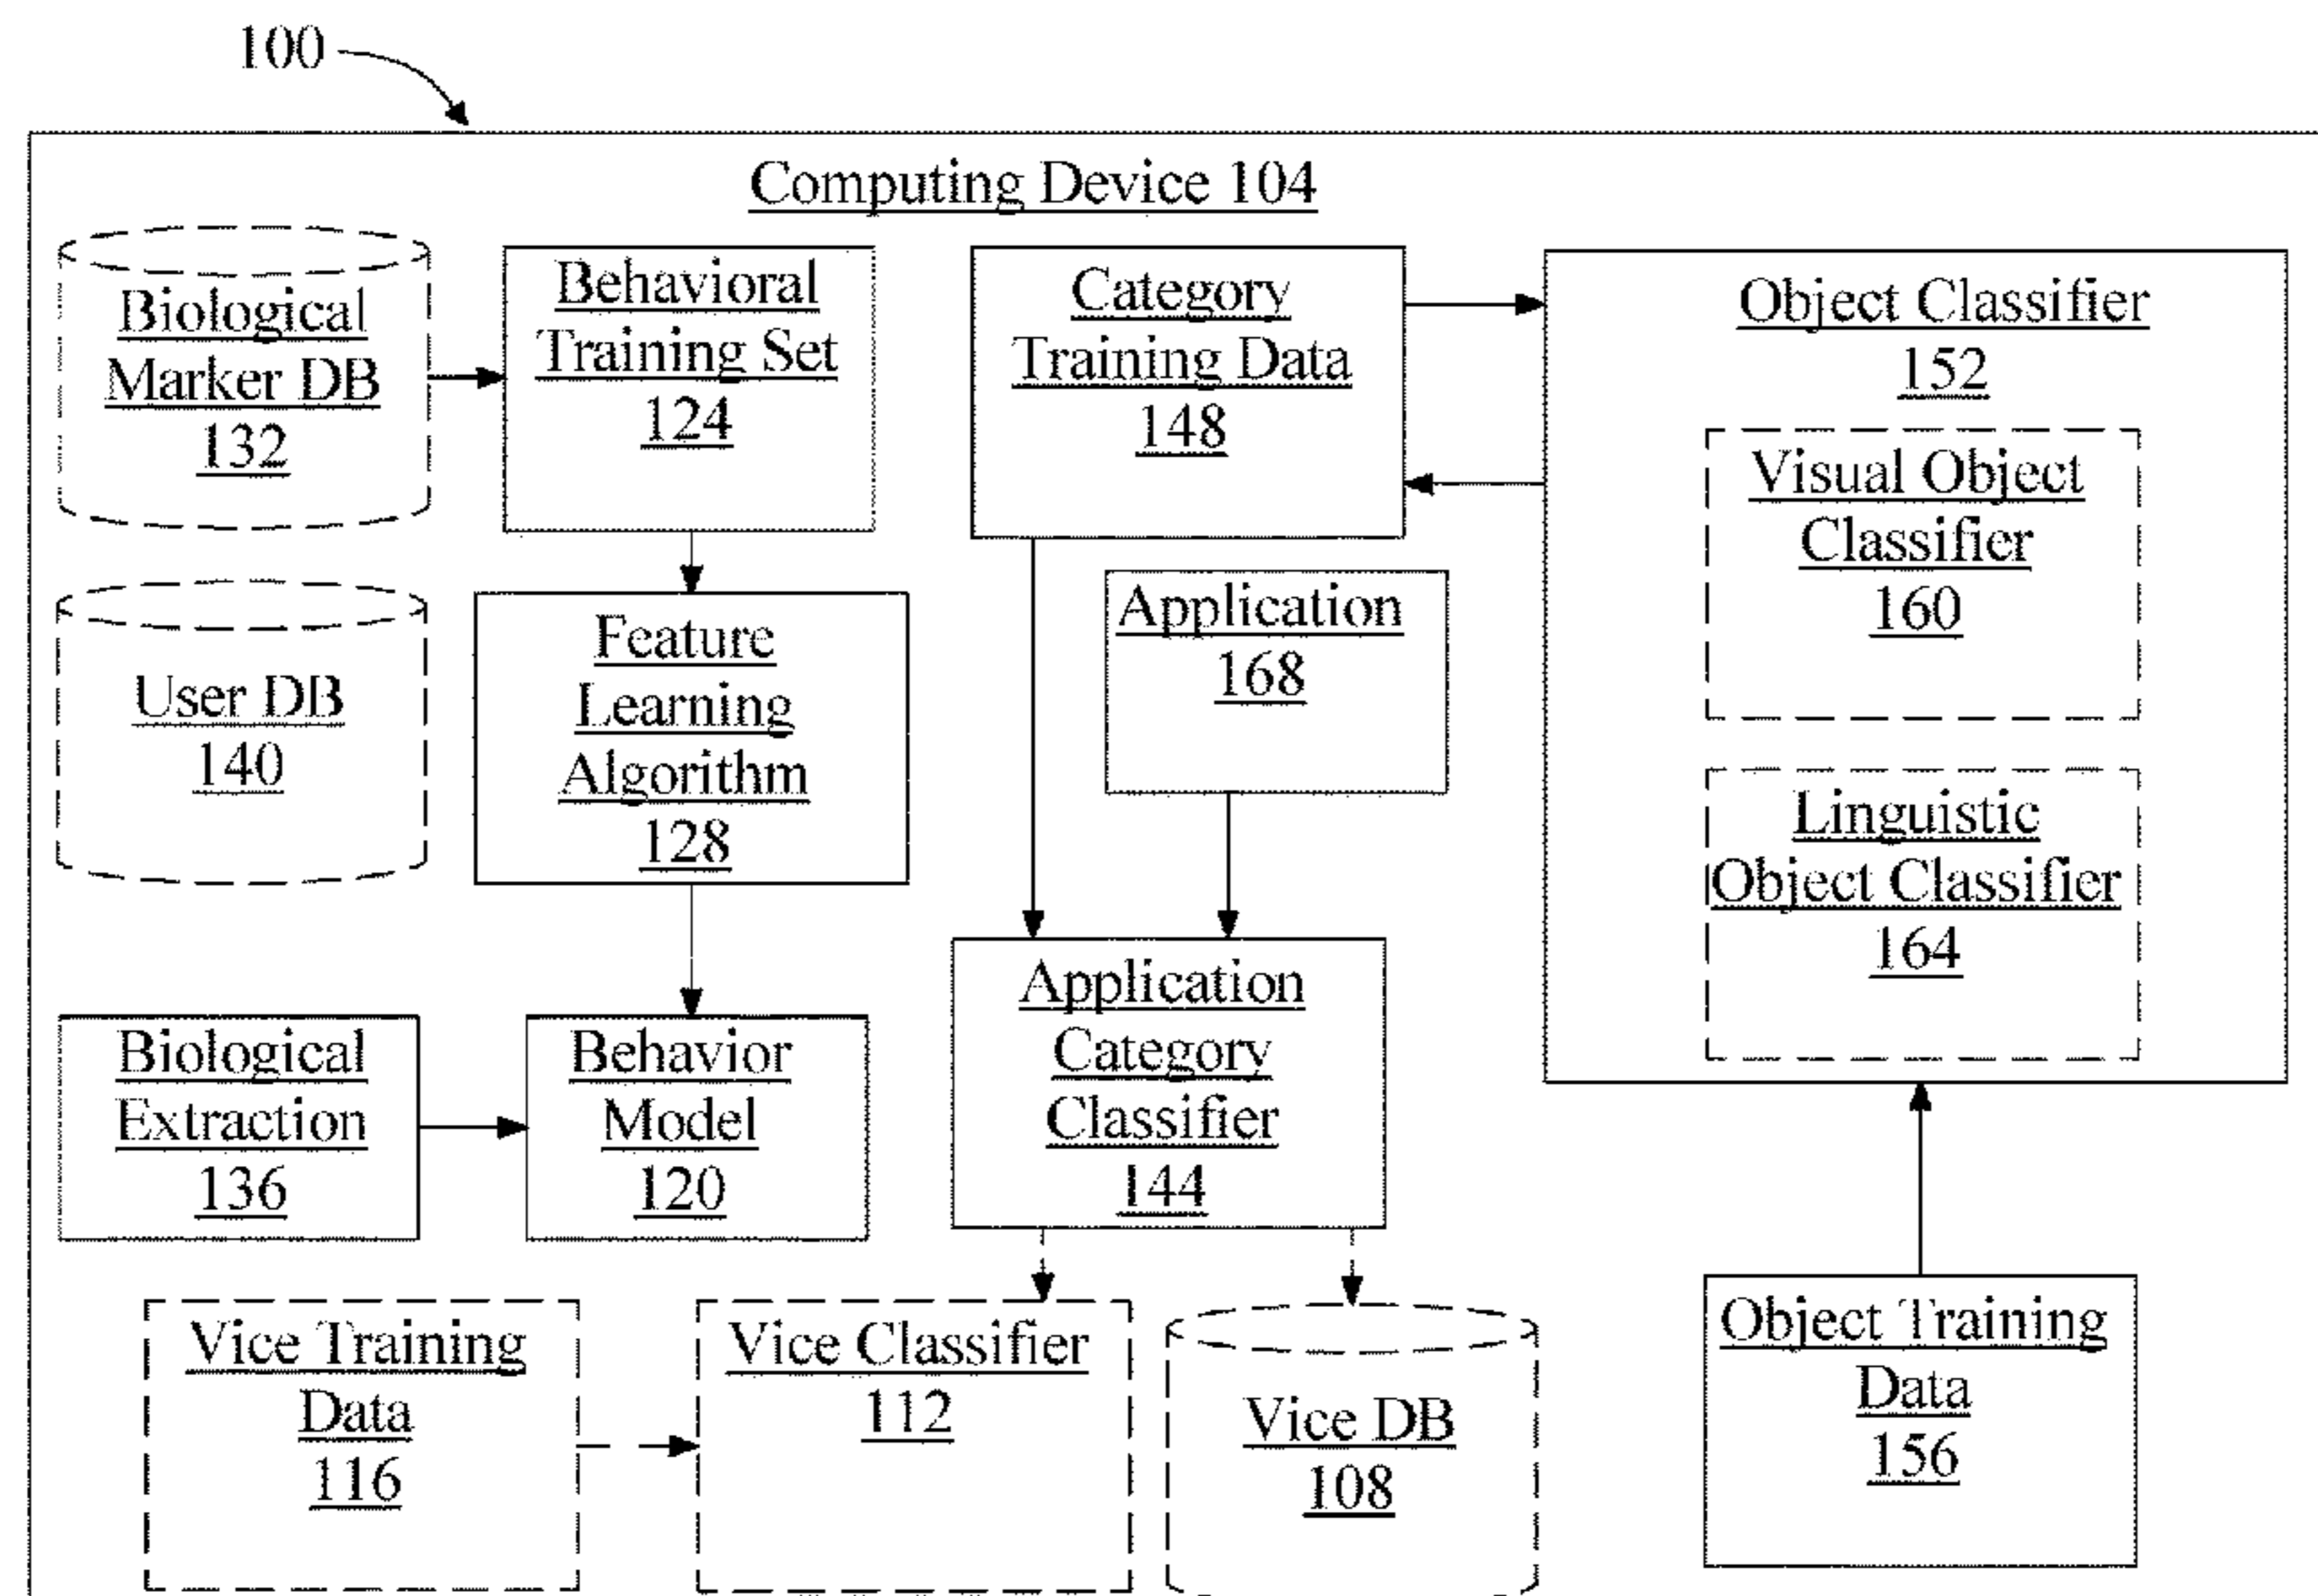 100
Computing Device 104
Biological
Marker DB
132
Behavioral
Training Set
124
Category
Training Data
148
Object Classifier
152
Visual Object
Classifier
160
Linguistic
Object Classifier
164
User DB
140
Feature
Learning
Algorithm
128
Application
168
Biological
Extraction
136
Behavior
Model
120
Application
Category
Classifier
144
Vice Training
Data
116
Vice Classifier
112
Vice DB
108
Object Training
Data
156